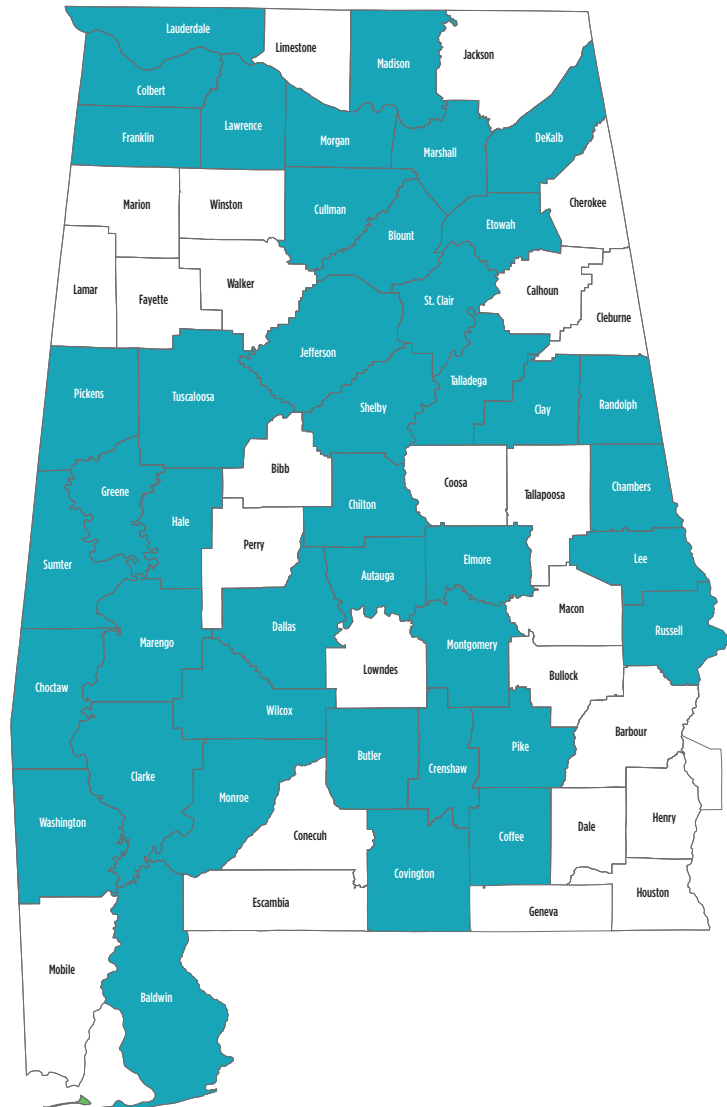 Lauderdale
Limestone
Madison
Jackson
Colbert
Lawrence
Franklin
Morgan
Marshall
DeKalb
Marion
Winston
Cullman
Blount
Etowah
Cherokee
Lamar
Fayette
Walker
St. Clair
Calhoun
Cleburne
Jefferson
Pickens
Tuscaloosa
Shelby
Talladega
Clay
Randolph
Bibb
Coosa
Tallapoosa
Chambers
Greene
Hale
Chilton
Perry
Sumter
Autauga
Elmore
Lee
Marengo
Dallas
Macon
Russell
Montgomery
Choctaw
Lowndes
Bullock
Wilcox
Barbour
Clarke
Butler
Crenshaw
Pike
Monroe
Washington
Conecuh
Coffee
Dale
Henry
Covington
Escambia
Geneva
Houston
Mobile
Baldwin